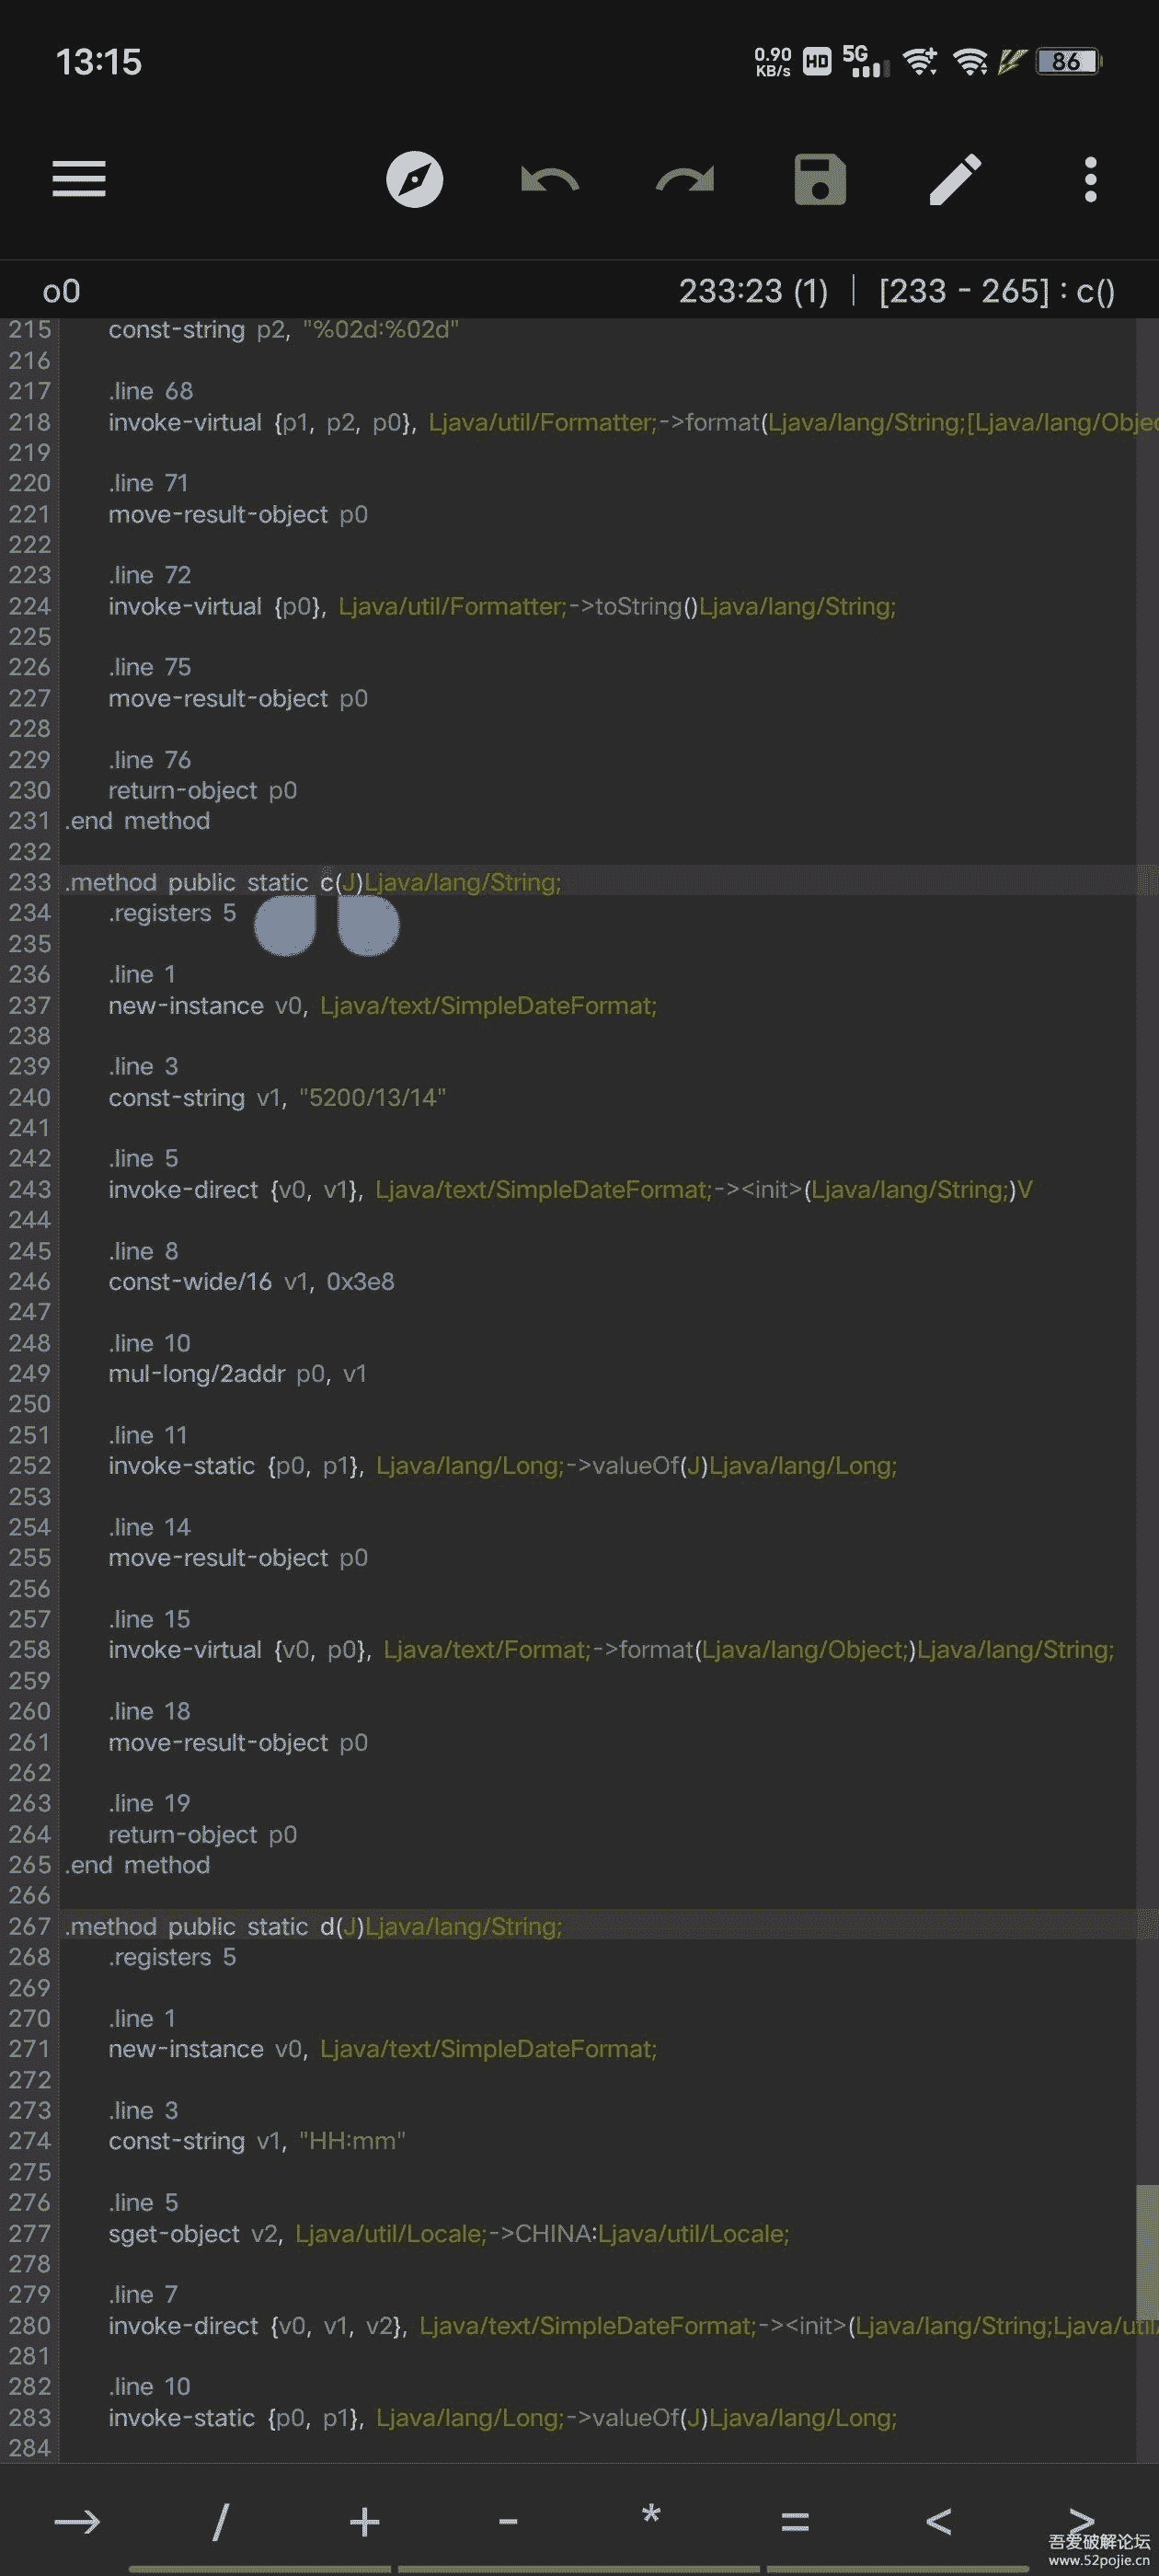 13:15
0.90 KB/s HD 5G 86
o0 233:23 (1) | [233 - 265] : c()
215 const-string p2, "%02d:%02d"
216
217 .line 68
218 invoke-virtual {p1, p2, p0}, Ljava/util/Formatter;->format(Ljava/lang/String;[Ljava/lang/Objec
219
220 .line 71
221 move-result-object p0
222
223 .line 72
224 invoke-virtual {p0}, Ljava/util/Formatter;->toString()Ljava/lang/String;
225
226 .line 75
227 move-result-object p0
228
229 .line 76
230 return-object p0
231 .end method
232
233 .method public static c(J)Ljava/lang/String;
234 .registers 5
235
236 .line 1
237 new-instance v0, Ljava/text/SimpleDateFormat;
238
239 .line 3
240 const-string v1, "5200/13/14"
241
242 .line 5
243 invoke-direct {v0, v1}, Ljava/text/SimpleDateFormat;-><init>(Ljava/lang/String;)V
244
245 .line 8
246 const-wide/16 v1, 0x3e8
247
248 .line 10
249 mul-long/2addr p0, v1
250
251 .line 11
252 invoke-static {p0, p1}, Ljava/lang/Long;->valueOf(J)Ljava/lang/Long;
253
254 .line 14
255 move-result-object p0
256
257 .line 15
258 invoke-virtual {v0, p0}, Ljava/text/Format;->format(Ljava/lang/Object;)Ljava/lang/String;
259
260 .line 18
261 move-result-object p0
262
263 .line 19
264 return-object p0
265 .end method
266
267 .method public static d(J)Ljava/lang/String;
268 .registers 5
269
270 .line 1
271 new-instance v0, Ljava/text/SimpleDateFormat;
272
273 .line 3
274 const-string v1, "HH:mm"
275
276 .line 5
277 sget-object v2, Ljava/util/Locale;->CHINA:Ljava/util/Locale;
278
279 .line 7
280 invoke-direct {v0, v1, v2}, Ljava/text/SimpleDateFormat;-><init>(Ljava/lang/String;Ljava/util/
281
282 .line 10
283 invoke-static {p0, p1}, Ljava/lang/Long;->valueOf(J)Ljava/lang/Long;
284
→ / + - * = < >
吾爱破解论坛
www.52pojie.cn